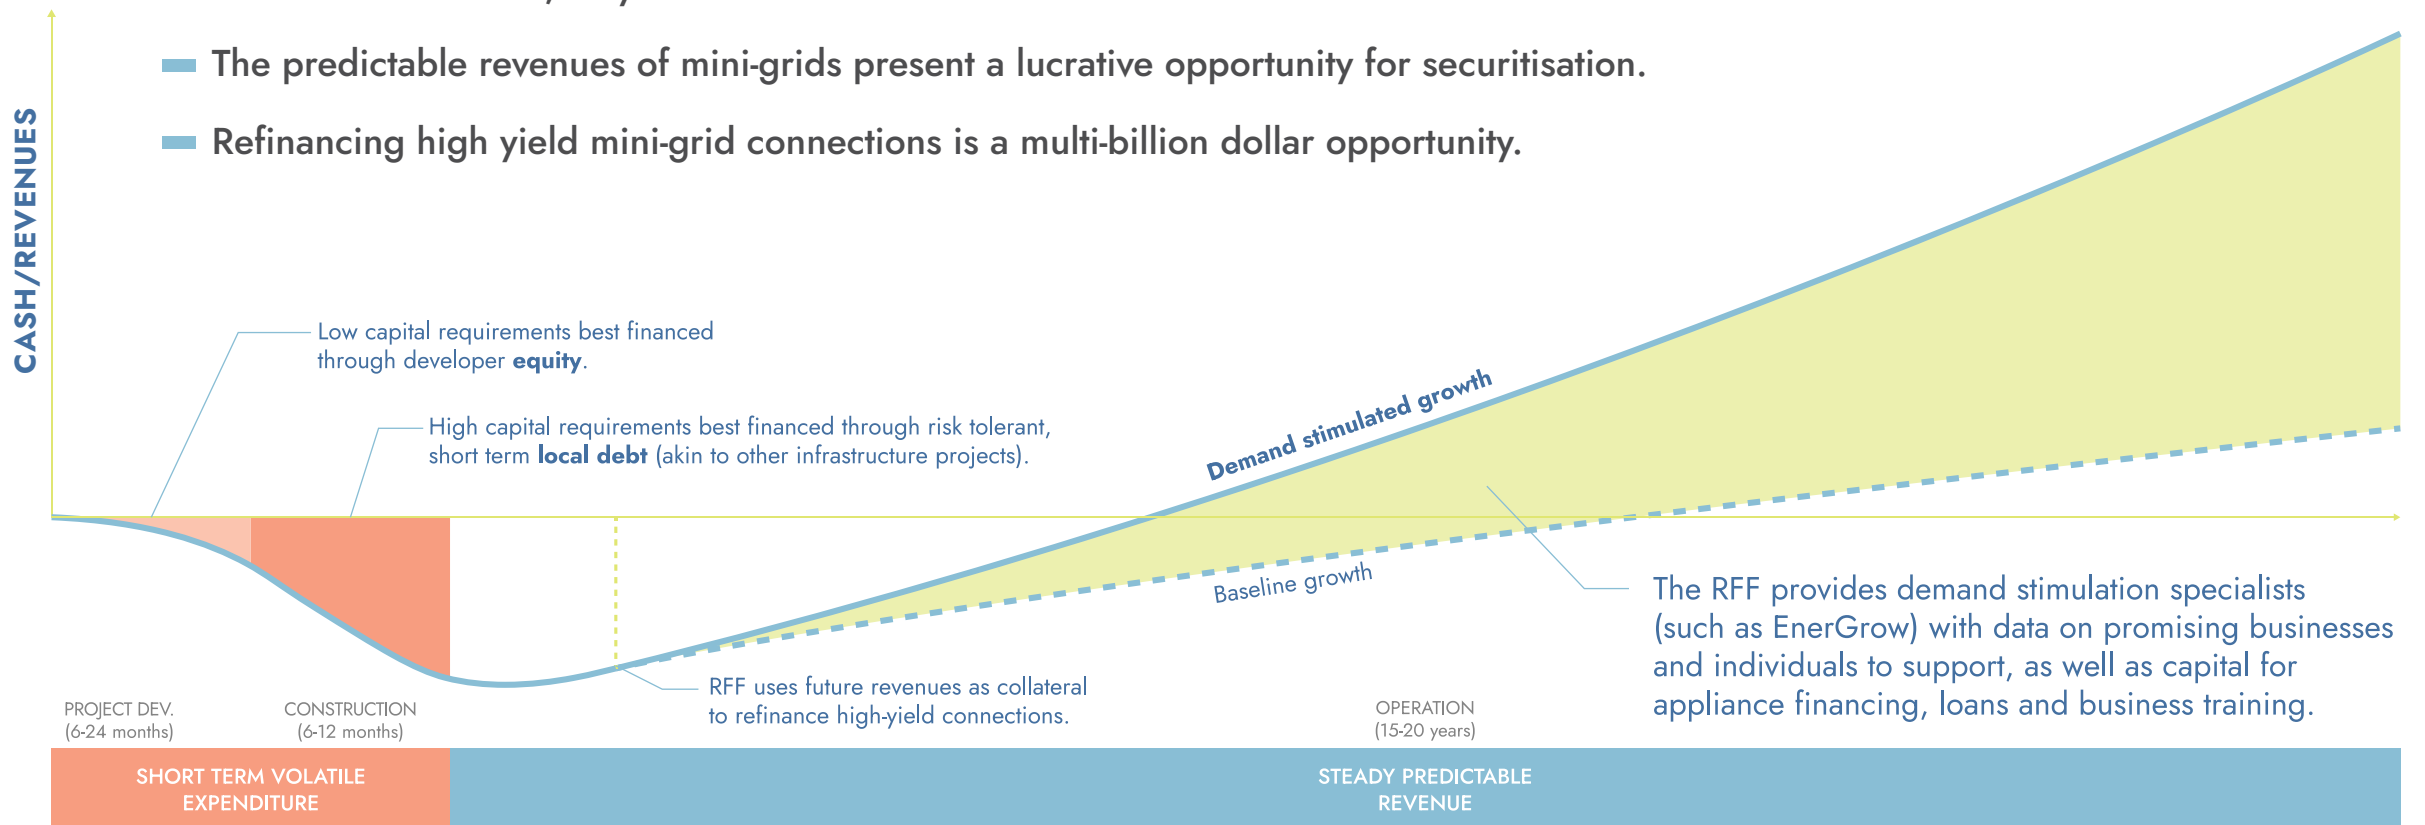 The predictable revenues of mini-grids present a lucrative opportunity for securitisation.
Refinancing high yield mini-grid connections is a multi-billion dollar opportunity.
CASH/REVENUES
Low capital requirements best financed
through developer equity.
High capital requirements best financed through risk tolerant,
short term local debt (akin to other infrastructure projects).
Demand stimulated growth
Baseline growth
The RFF provides demand stimulation specialists
(such as EnerGrow) with data on promising businesses
and individuals to support, as well as capital for
appliance financing, loans and business training.
RFF uses future revenues as collateral
to refinance high-yield connections.
PROJECT DEV.
(6-24 months)
CONSTRUCTION
(6-12 months)
OPERATION
(15-20 years)
SHORT TERM VOLATILE
EXPENDITURE
STEADY PREDICTABLE
REVENUE